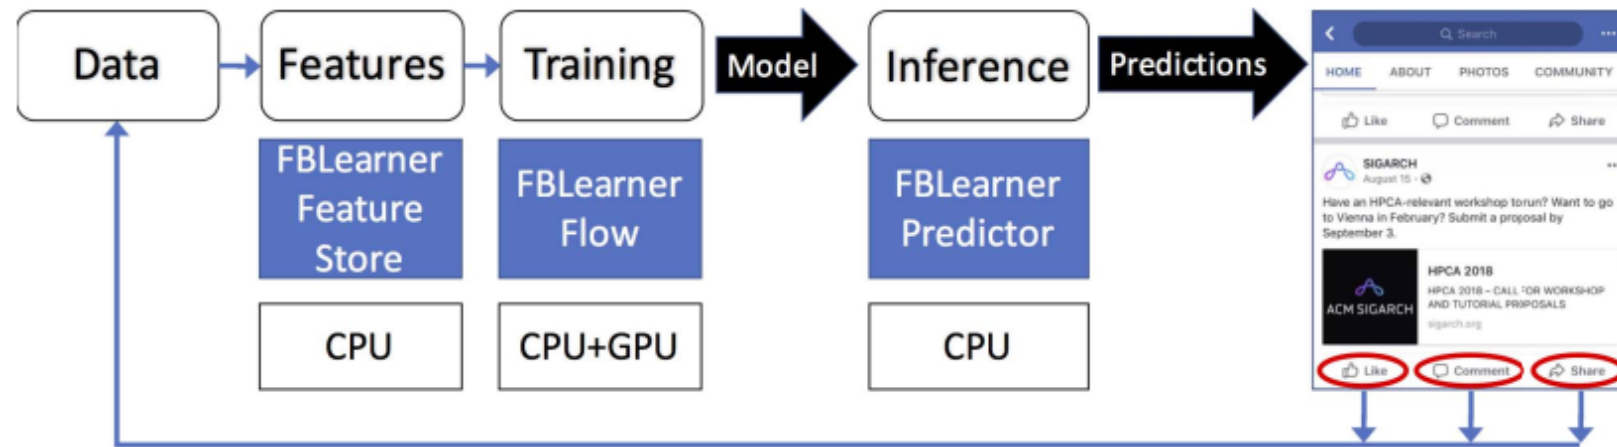 Data
Features
Training
Model
Inference
Predictions
FBLearner
Feature
Store
FBLearner
Flow
FBLearner
Predictor
CPU
CPU+GPU
CPU
Search
HOME ABOUT PHOTOS COMMUNITY
Like Comment Share
SIGARCH
August 15
Have an HPCA-relevant workshop torun? Want to go
to Vienna in February? Submit a proposal by
September 3.
ACM SIGARCH
HPCA 2018
HPCA 2018 – CALL FOR WORKSHOP
AND TUTORIAL PROPOSALS
sigarch.org
Like Comment Share